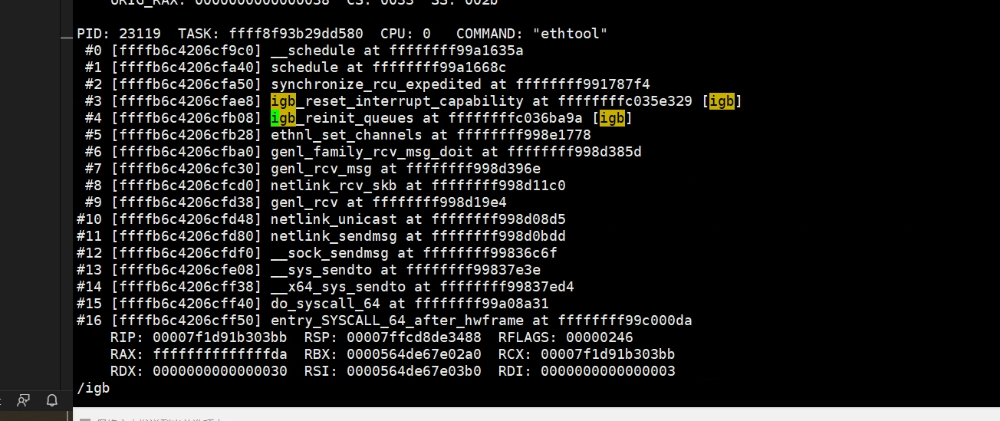 ORIG_RAX: 0000000000000038  CS: 0033  SS: 002b
PID: 23119  TASK: ffff8f93b29dd580  CPU: 0   COMMAND: "ethtool"
#0 [ffffb6c4206cf9c0] __schedule at ffffffff99a1635a
#1 [ffffb6c4206cfa40] schedule at ffffffff99a1668c
#2 [ffffb6c4206cfa50] synchronize_rcu_expedited at ffffffff991787f4
#3 [ffffb6c4206cfae8] igb_reset_interrupt_capability at ffffffffc035e329 [igb]
#4 [ffffb6c4206cfb08] igb_reinit_queues at ffffffffc036ba9a [igb]
#5 [ffffb6c4206cfb28] ethnl_set_channels at ffffffff998e1778
#6 [ffffb6c4206cfba0] genl_family_rcv_msg_doit at ffffffff998d385d
#7 [ffffb6c4206cfc30] genl_rcv_msg at ffffffff998d396e
#8 [ffffb6c4206cfcd0] netlink_rcv_skb at ffffffff998d11c0
#9 [ffffb6c4206cfd38] genl_rcv at ffffffff998d19e4
#10 [ffffb6c4206cfd48] netlink_unicast at ffffffff998d08d5
#11 [ffffb6c4206cfd80] netlink_sendmsg at ffffffff998d0bdd
#12 [ffffb6c4206cfdf0] __sock_sendmsg at ffffffff99836c6f
#13 [ffffb6c4206cfe08] __sys_sendto at ffffffff99837e3e
#14 [ffffb6c4206cff38] __x64_sys_sendto at ffffffff99837ed4
#15 [ffffb6c4206cff40] do_syscall_64 at ffffffff99a08a31
#16 [ffffb6c4206cff50] entry_SYSCALL_64_after_hwframe at ffffffff99c000da
RIP: 00007f1d91b303bb  RSP: 00007ffcd8de3488  RFLAGS: 00000246
RAX: ffffffffffffffda  RBX: 0000564de67e02a0  RCX: 00007f1d91b303bb
RDX: 0000000000000030  RSI: 0000564de67e03b0  RDI: 0000000000000003
/igb